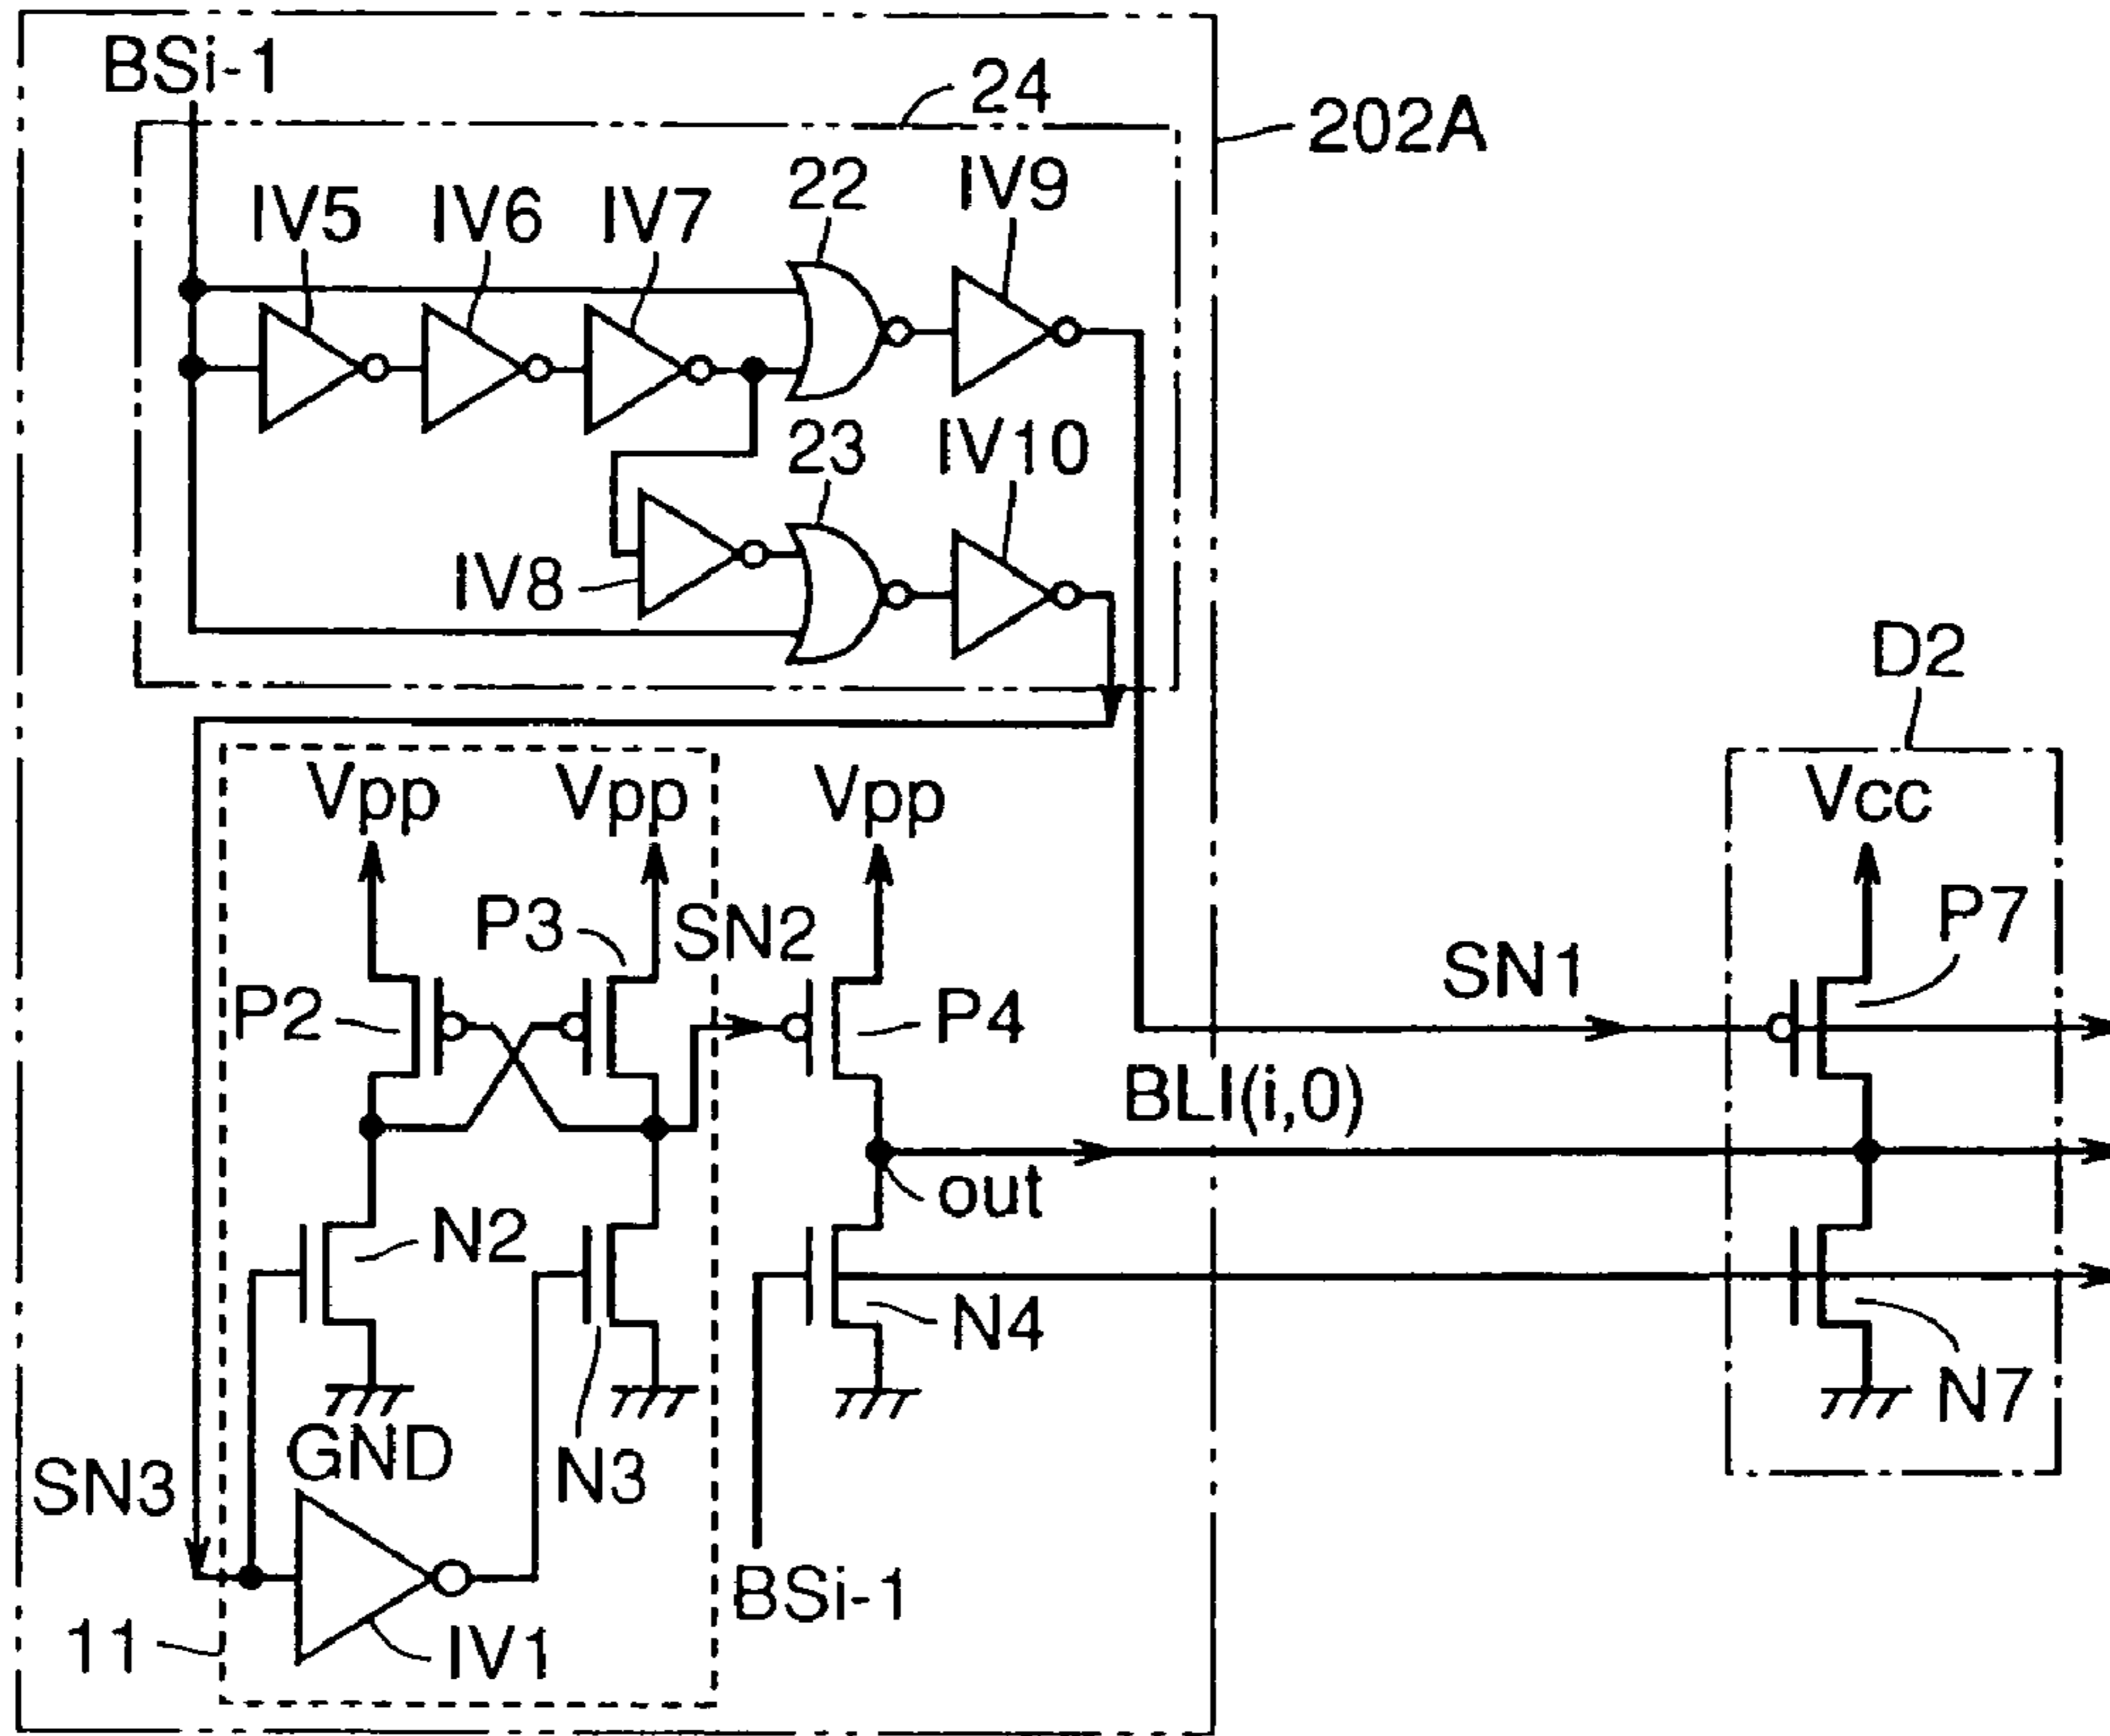 BSi-1
24
202A
22
IV9
IV5
IV6
IV7
23
IV10
IV8
D2
Vpp
Vpp
Vpp
Vcc
P3
SN2
P7
P2
P4
SN1
BLI(i,0)
out
N2
N4
N7
GND
N3
SN3
BSi-1
11
IV1